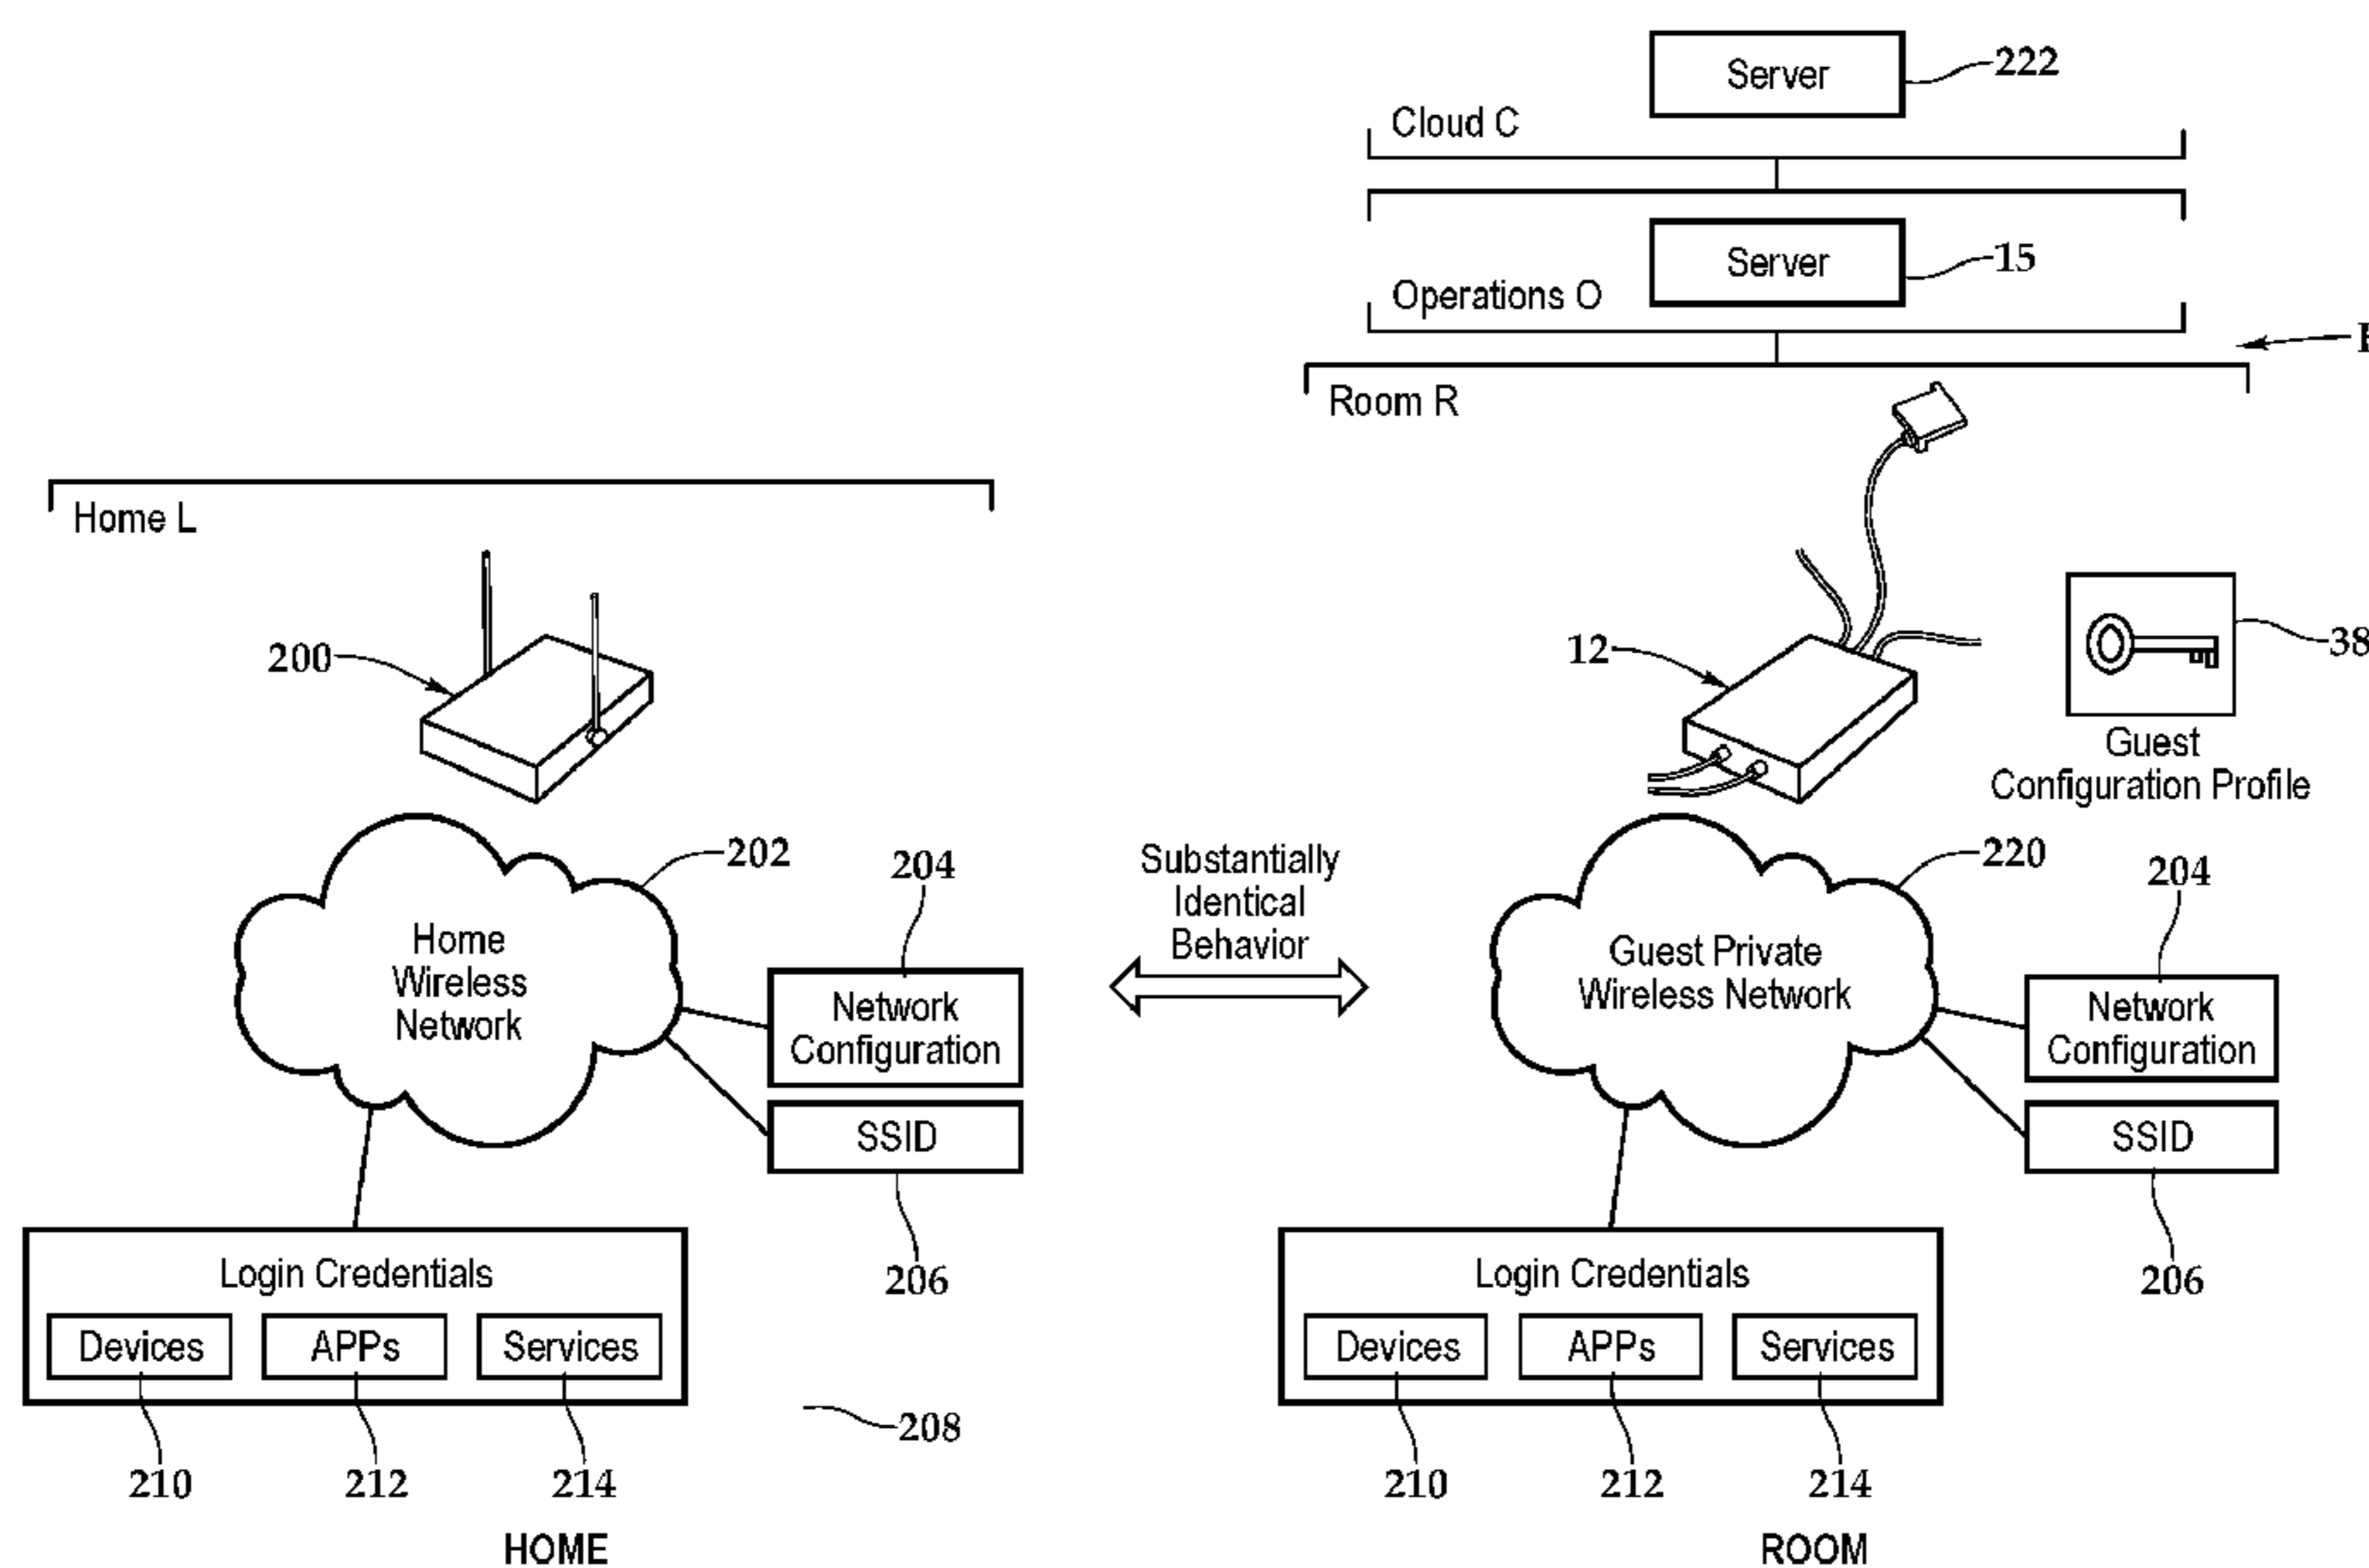 Server
222
Cloud C
Server
15
Operations O
Room R
Home L
200
12
38
Guest
Configuration Profile
202
204
Home
Wireless
Network
Network
Configuration
SSID
206
Substantially
Identical
Behavior
220
204
Guest Private
Wireless Network
Network
Configuration
SSID
206
Login Credentials
Devices
APPs
Services
208
210
212
214
HOME
Login Credentials
Devices
APPs
Services
210
212
214
ROOM